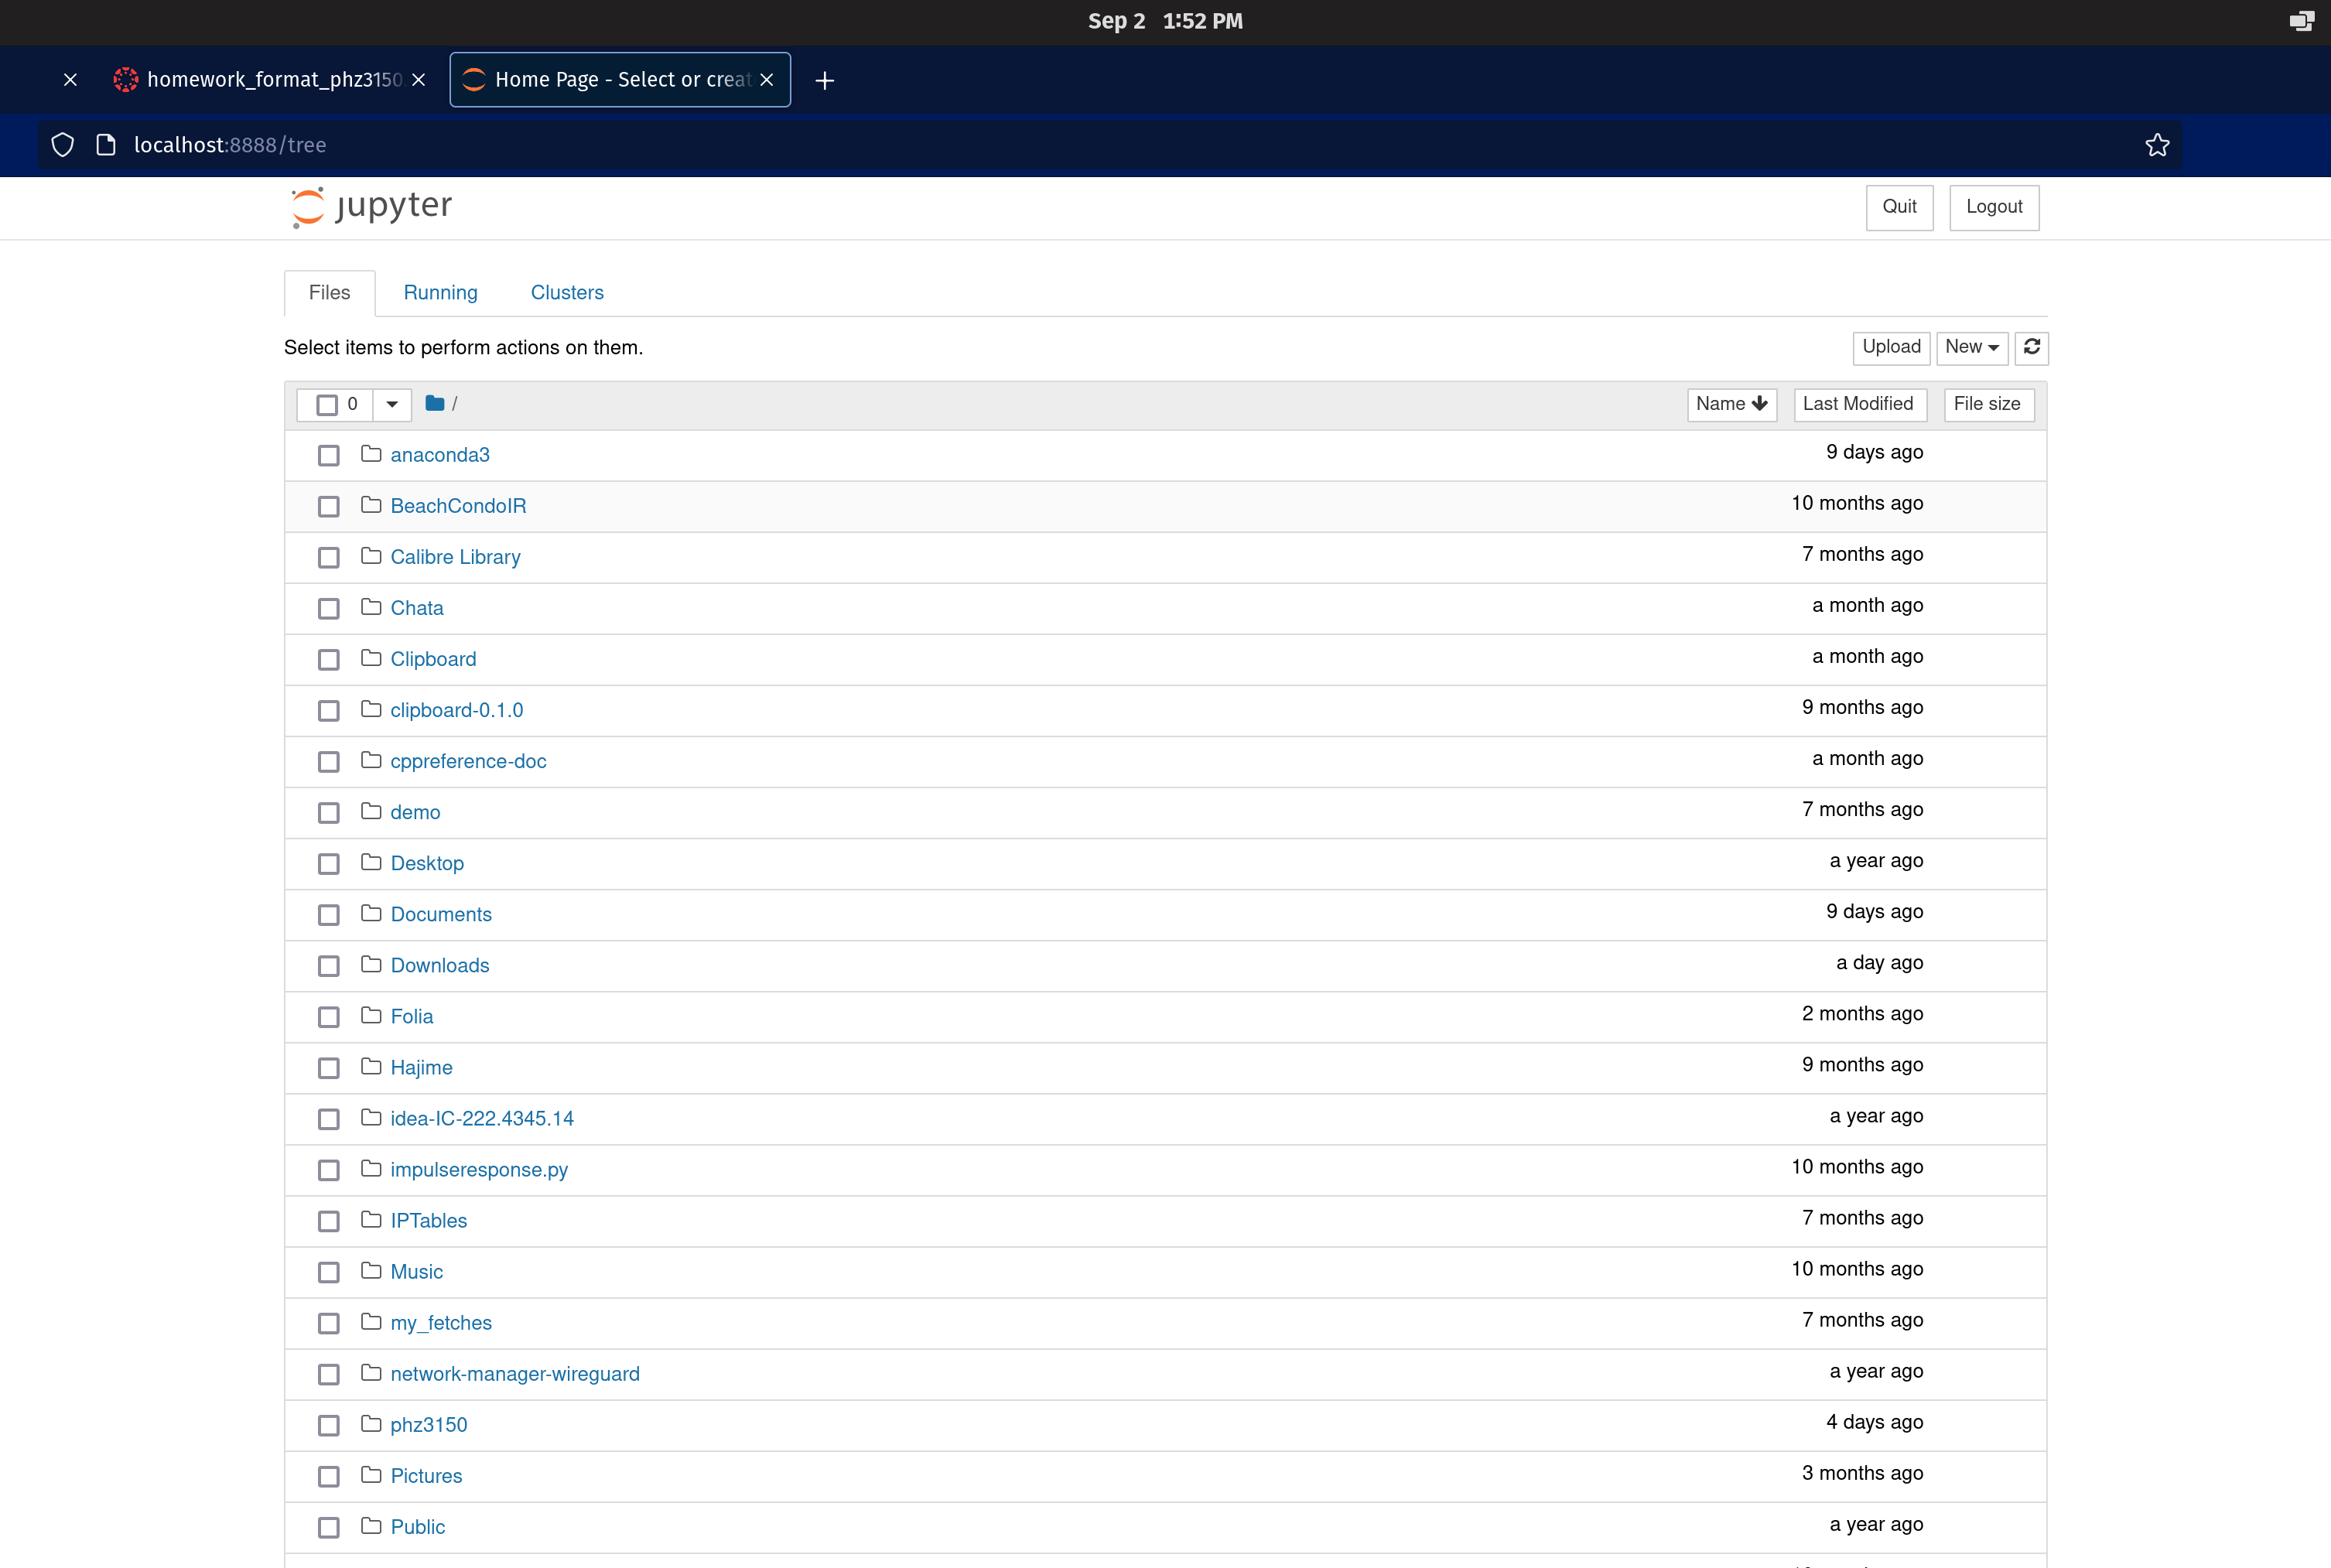 Sep 2 1:52 PM
homework_format_phz3150 Home Page - Select or creat
localhost:8888/tree
jupyter Quit Logout
Files Running Clusters
Select items to perform actions on them. Upload New
0 / Name Last Modified File size
anaconda3 9 days ago
BeachCondoIR 10 months ago
Calibre Library 7 months ago
Chata a month ago
Clipboard a month ago
clipboard-0.1.0 9 months ago
cppreference-doc a month ago
demo 7 months ago
Desktop a year ago
Documents 9 days ago
Downloads a day ago
Folia 2 months ago
Hajime 9 months ago
idea-IC-222.4345.14 a year ago
impulseresponse.py 10 months ago
IPTables 7 months ago
Music 10 months ago
my_fetches 7 months ago
network-manager-wireguard a year ago
phz3150 4 days ago
Pictures 3 months ago
Public a year ago